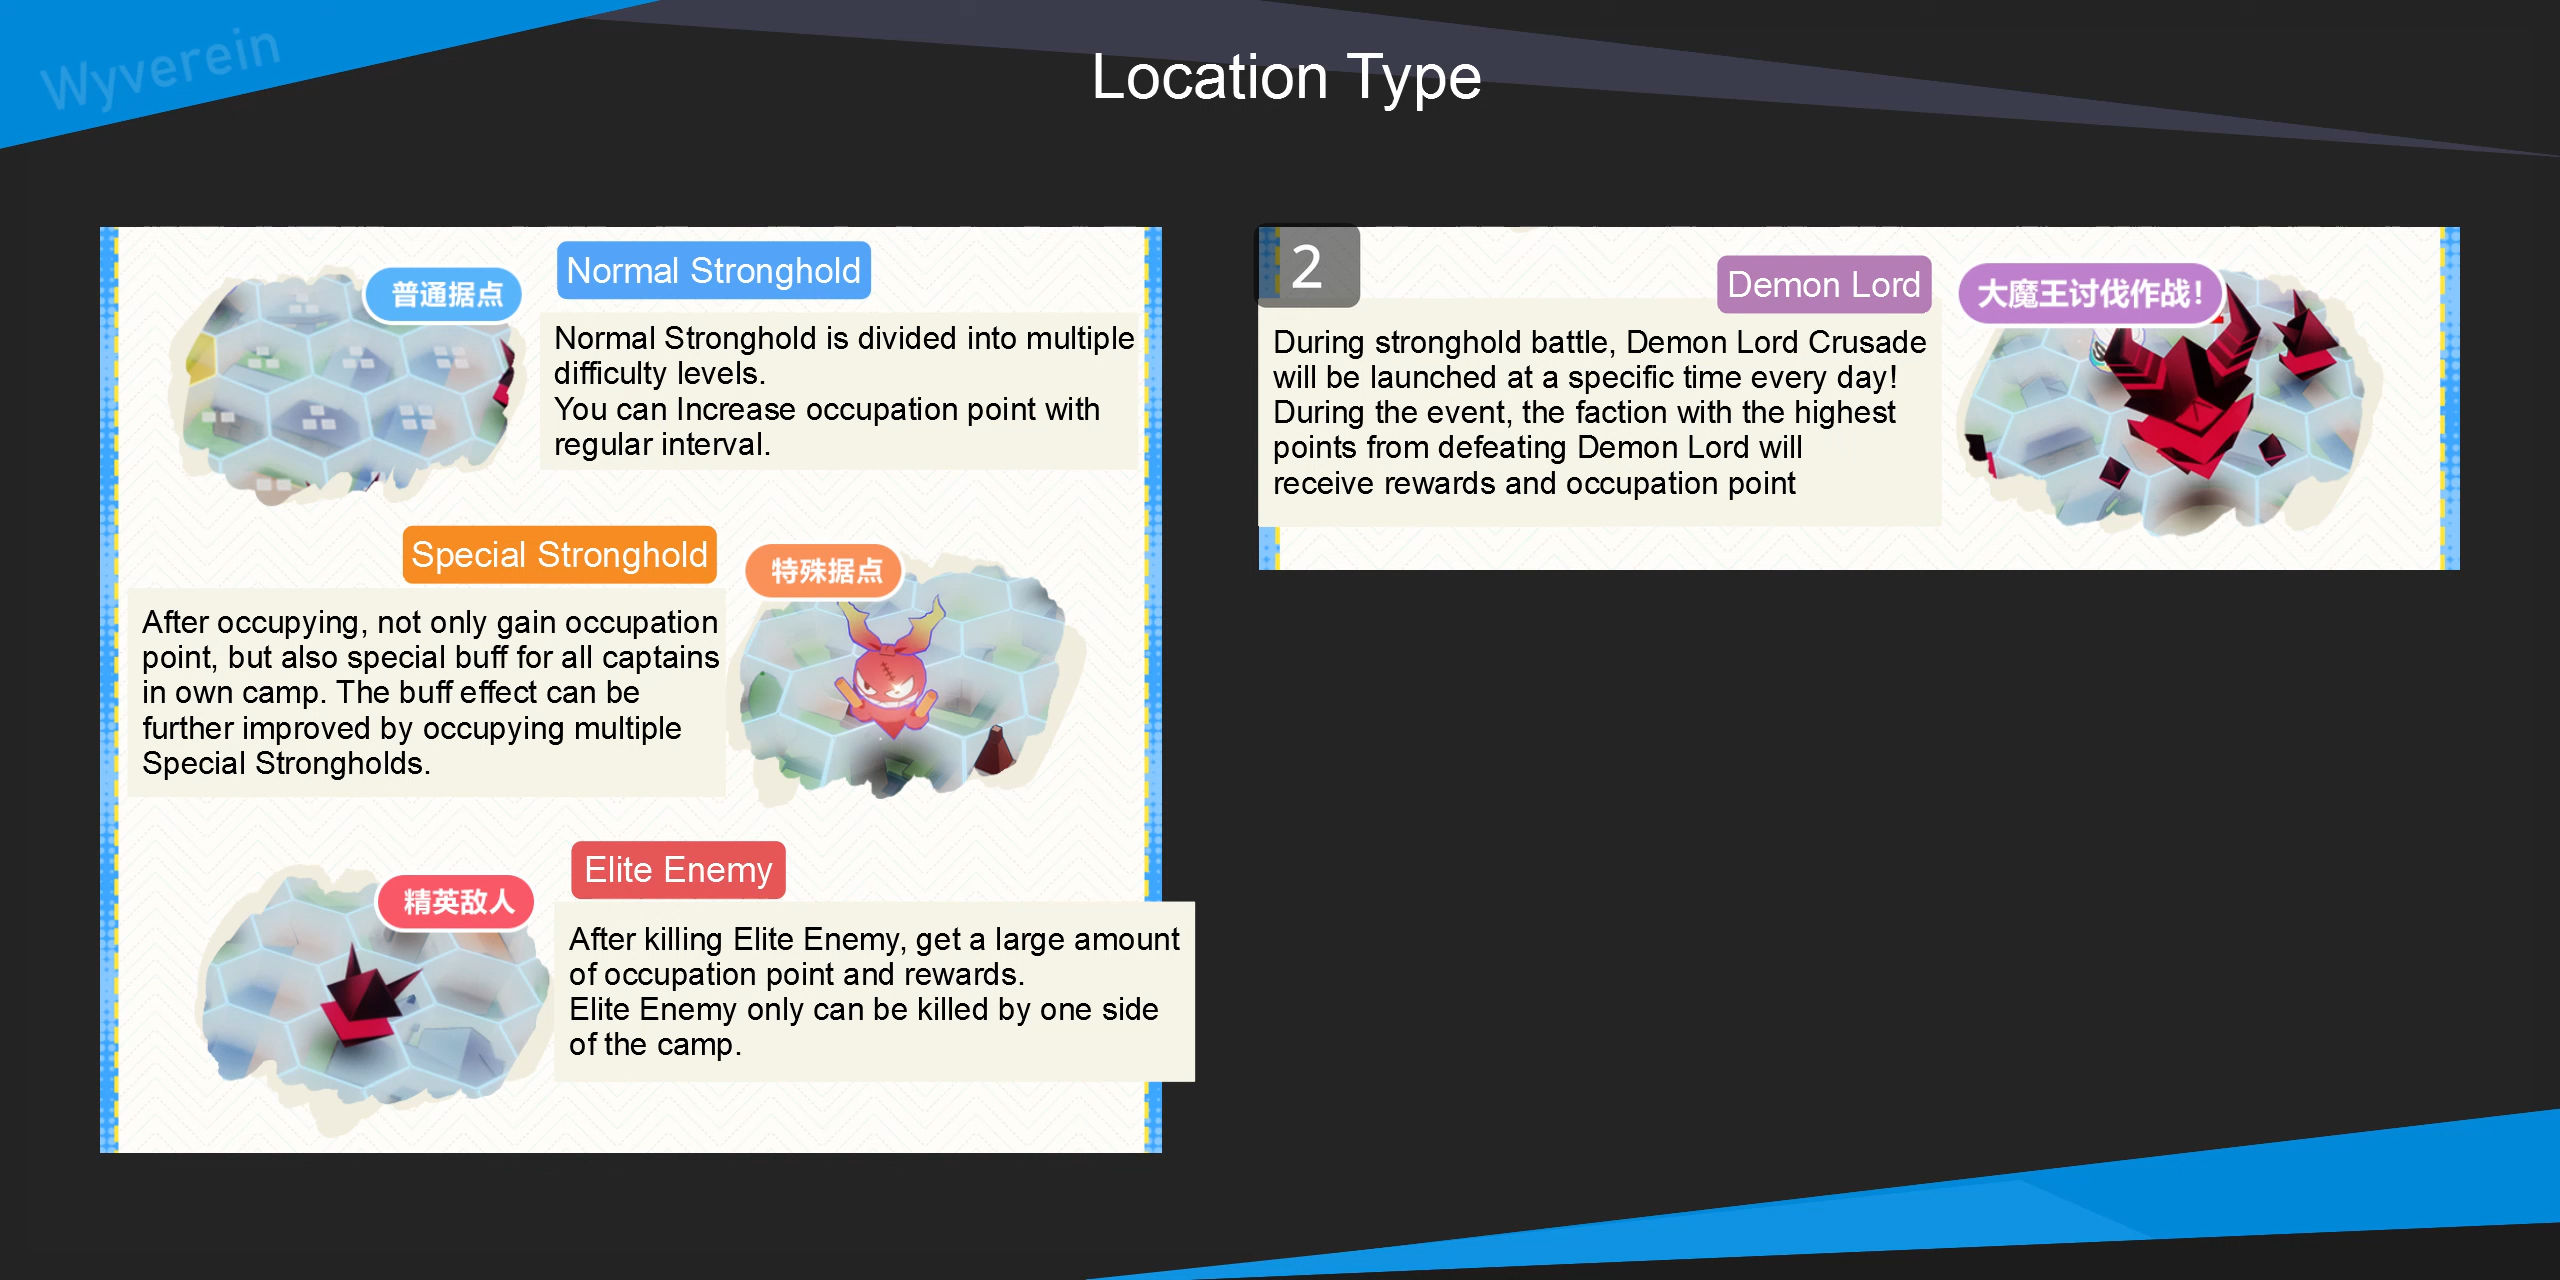 Wyverein
Location Type
普通据点
Normal Stronghold
Normal Stronghold is divided into multiple
difficulty levels.
You can Increase occupation point with
regular interval.
Special Stronghold
特殊据点
After occupying, not only gain occupation
point, but also special buff for all captains
in own camp. The buff effect can be
further improved by occupying multiple
Special Strongholds.
精英敌人
Elite Enemy
After killing Elite Enemy, get a large amount
of occupation point and rewards.
Elite Enemy only can be killed by one side
of the camp.
2
Demon Lord
大魔王讨伐作战!
During stronghold battle, Demon Lord Crusade
will be launched at a specific time every day!
During the event, the faction with the highest
points from defeating Demon Lord will
receive rewards and occupation point